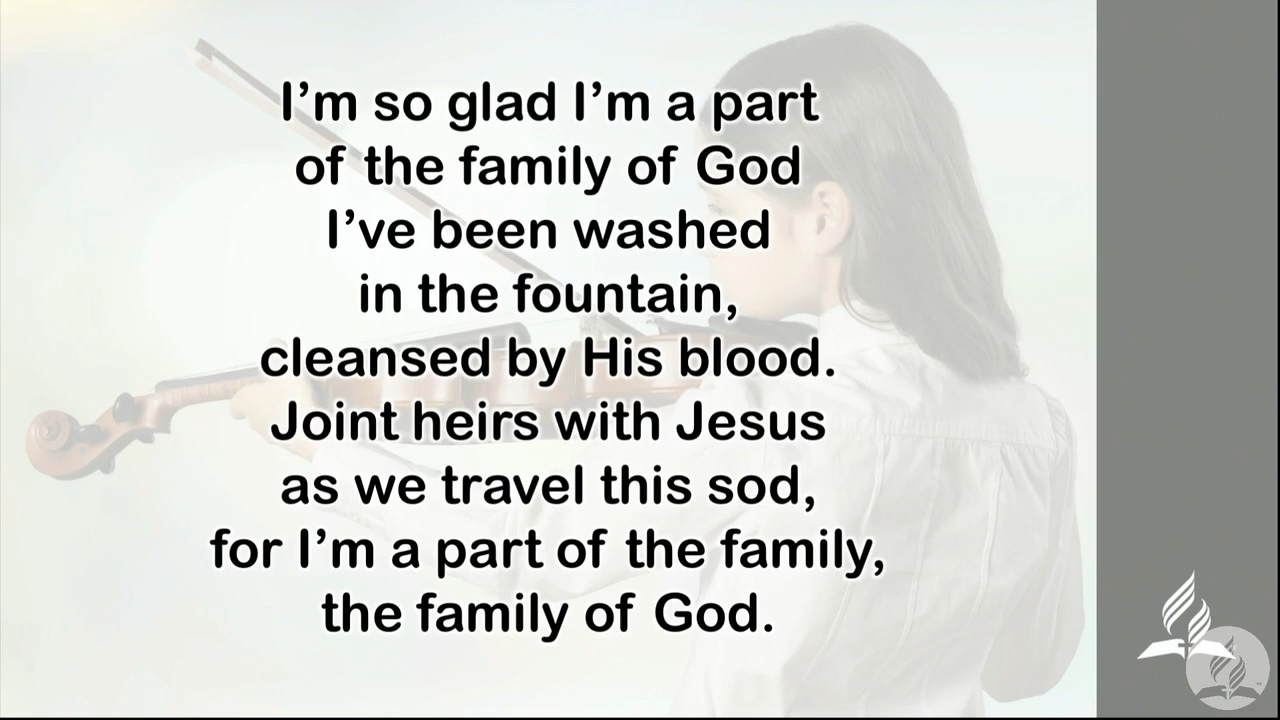 I’m so glad I’m a part
of the family of God
I’ve been washed
in the fountain,
cleansed by His blood.
Joint heirs with Jesus
as we travel this sod,
for I’m a part of the family,
the family of God.